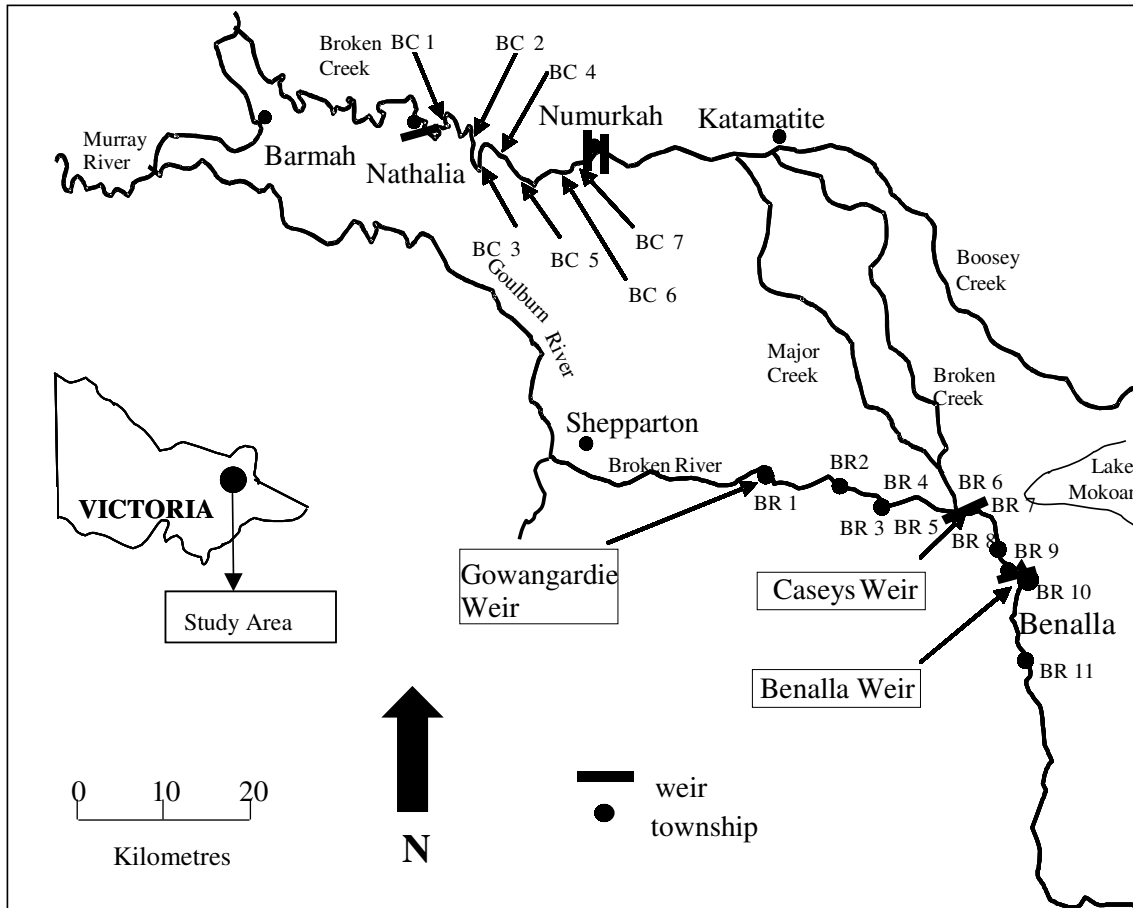 Broken
Creek
BC 1
BC 2
BC 4
Numurkah
Katamatite
Murray
River
Barmah
Nathalia
BC 3
BC 5
BC 7
BC 6
Goulburn
River
Boosey
Creek
Major
Creek
Broken
Creek
Shepparton
Broken River
Lake
Mokoan
VICTORIA
BR 1
BR2
BR 3
BR 4
BR 5
BR 6
BR 7
BR 8
BR 9
BR 10
Benalla
BR 11
Gowangardie
Weir
Caseys Weir
Benalla Weir
Study Area
0 10 20
Kilometres
N
weir
township